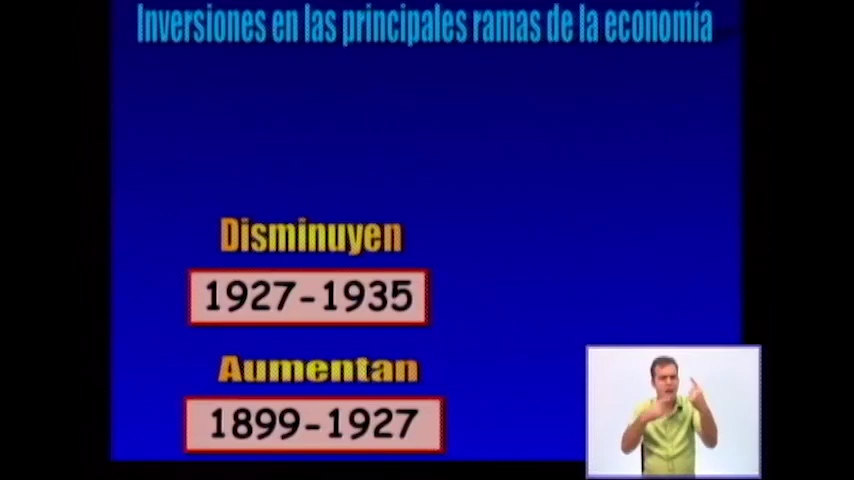 Inversiones en las principales ramas de la economía
Disminuyen
1927-1935
Aumentan
1899-1927